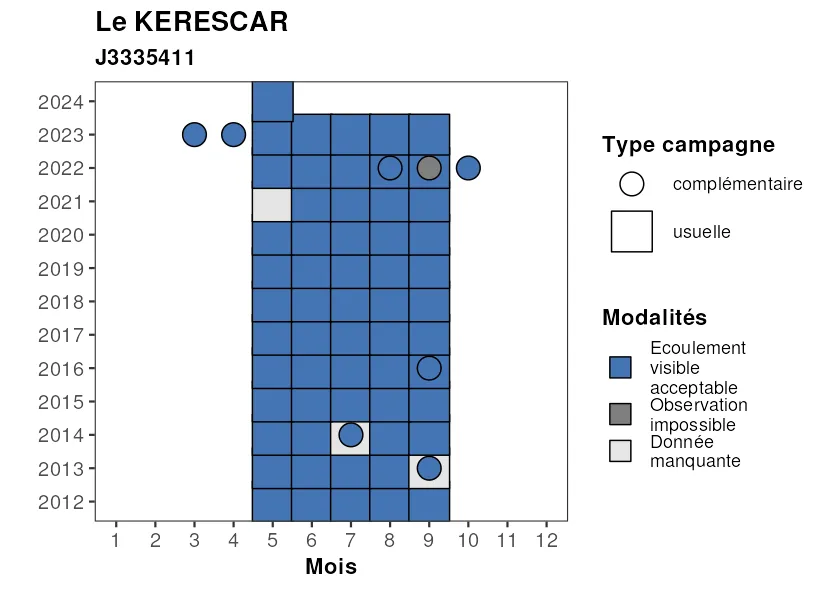 Le KERESCAR
J3335411
2024
2023
2022
2021
2020
2019
2018
2017
2016
2015
2014
2013
2012
1 2 3 4 5 6 7 8 9 10 11 12
Mois
Type campagne
complémentaire
usuelle
Modalités
Ecoulement
visible
acceptable
Observation
impossible
Donnée
manquante